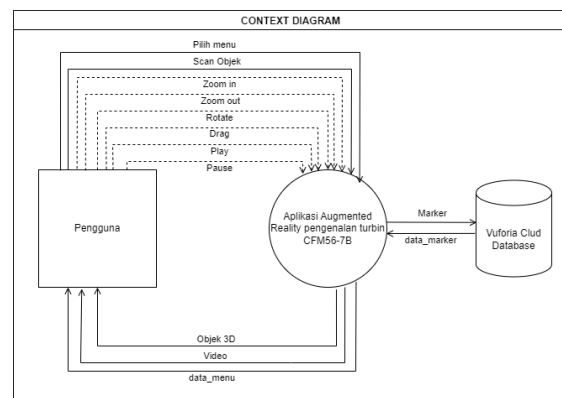 CONTEXT DIAGRAM
Pilih menu
Scan Objek
Zoom in
Zoom out
Rotate
Drag
Play
Pause
Pengguna
Aplikasi Augmented
Reality pengenalan turbin
CFM56-7B
Marker
data_marker
Vuforia Clud
Database
Objek 3D
Video
data_menu